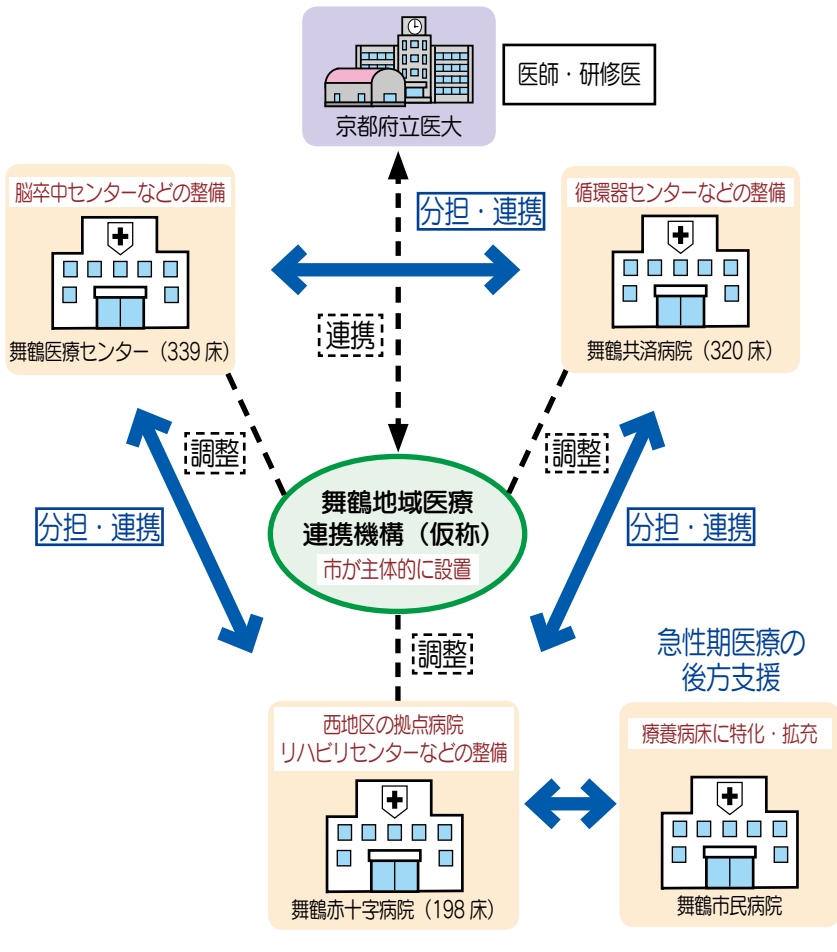 医師・研修医
京都府立医大
脳卒中センターなどの整備
舞鶴医療センター（339床）
分担・連携
循環器センターなどの整備
舞鶴共済病院（320床）
連携
調整
調整
分担・連携
舞鶴地域医療
連携機構（仮称）
市が主体的に設置
分担・連携
調整
急性期医療の
後方支援
西地区の拠点病院
リハビリセンターなどの整備
舞鶴赤十字病院（198床）
療養病床に特化・拡充
舞鶴市民病院